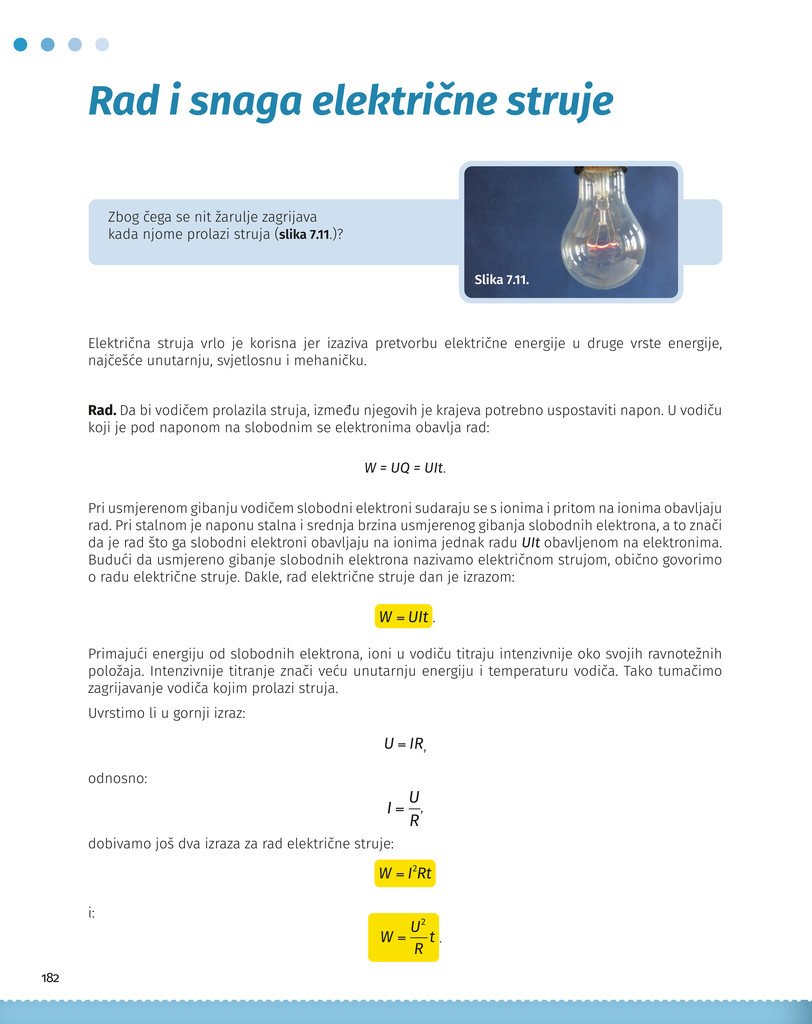 Rad i snaga električne struje
Zbog čega se nit žarulje zagrijava
kada njome prolazi struja (slika 7.11.)?
Slika 7.11.
Električna struja vrlo je korisna jer izaziva pretvorbu električne energije u druge vrste energije,
najčešće unutarnju, svjetlosnu i mehaničku.
Rad. Da bi vodičem prolazila struja, između njegovih je krajeva potrebno uspostaviti napon. U vodiču
koji je pod naponom na slobodnim se elektronima obavlja rad:
W = UQ = UIt.
Pri usmjerenom gibanju vodičem slobodni elektroni sudaraju se s ionima i pritom na ionima obavljaju
rad. Pri stalnom je naponu stalna i srednja brzina usmjerenog gibanja slobodnih elektrona, a to znači
da je rad što ga slobodni elektroni obavljaju na ionima jednak radu UIt obavljenom na elektronima.
Budući da usmjereno gibanje slobodnih elektrona nazivamo električnom strujom, obično govorimo
o radu električne struje. Dakle, rad električne struje dan je izrazom:
W = UIt .
Primajući energiju od slobodnih elektrona, ioni u vodiču titraju intenzivnije oko svojih ravnotežnih
položaja. Intenzivnije titranje znači veću unutarnju energiju i temperaturu vodiča. Tako tumačimo
zagrijavanje vodiča kojim prolazi struja.
Uvrstimo li u gornji izraz:
U = IR,
odnosno:
I = U/R,
dobivamo još dva izraza za rad električne struje:
W = I²Rt
i:
W = U²/R t .
182